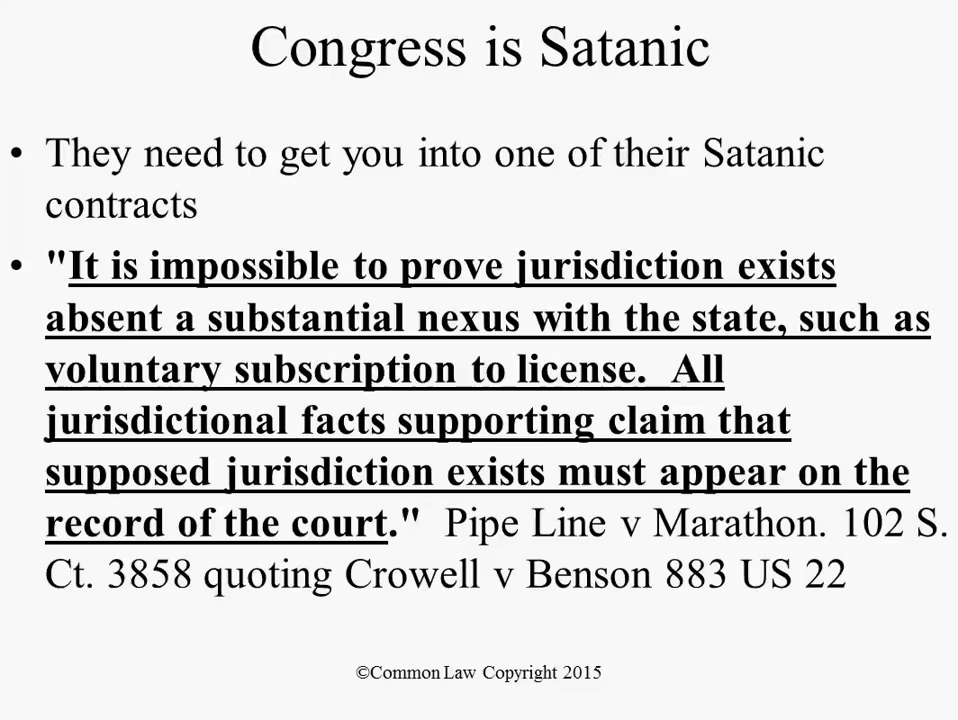 Congress is Satanic
• They need to get you into one of their Satanic
contracts
• "It is impossible to prove jurisdiction exists
absent a substantial nexus with the state, such as
voluntary subscription to license.  All
jurisdictional facts supporting claim that
supposed jurisdiction exists must appear on the
record of the court."  Pipe Line v Marathon. 102 S.
Ct. 3858 quoting Crowell v Benson 883 US 22
©Common Law Copyright 2015